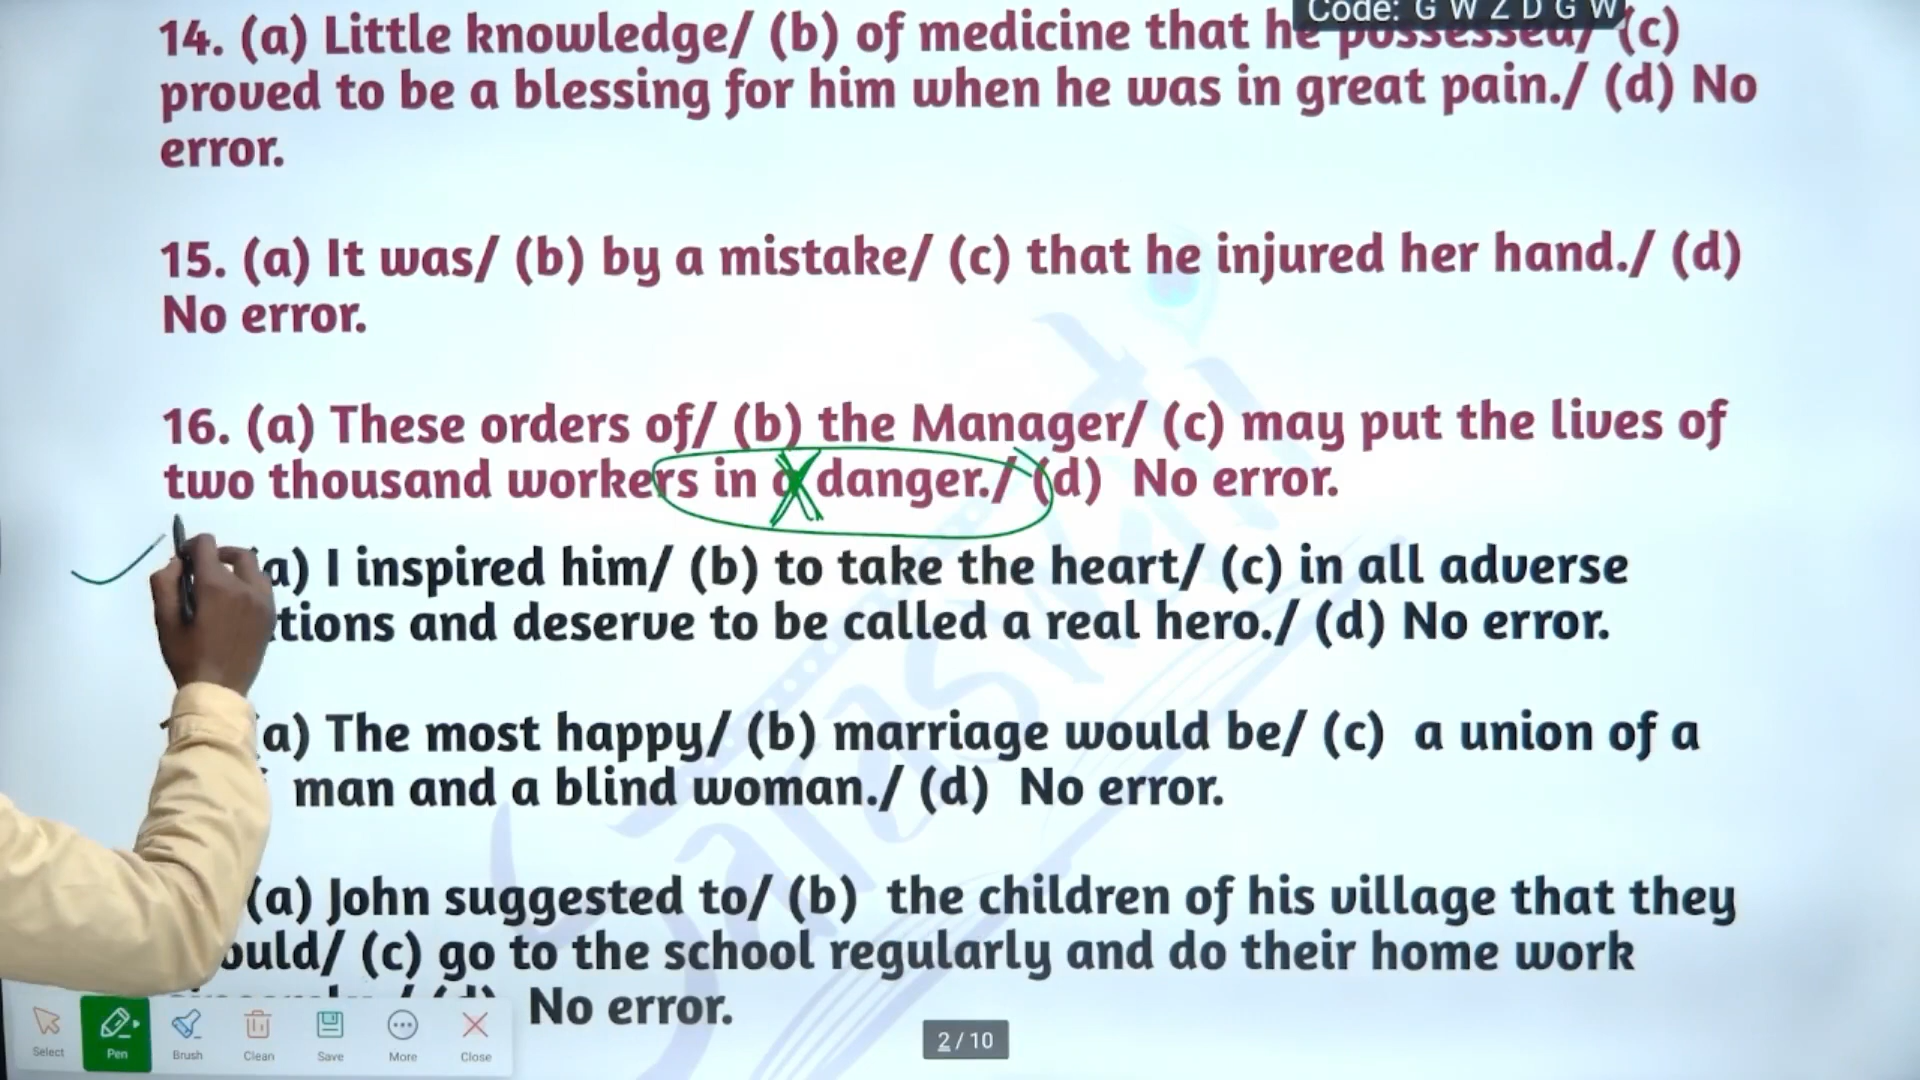 Code: G W Z D G W
14. (a) Little knowledge/ (b) of medicine that he possessed/ (c)
proved to be a blessing for him when he was in great pain./ (d) No
error.
15. (a) It was/ (b) by a mistake/ (c) that he injured her hand./ (d)
No error.
16. (a) These orders of/ (b) the Manager/ (c) may put the lives of
two thousand workers in a danger./ (d) No error.
(a) I inspired him/ (b) to take the heart/ (c) in all adverse
tions and deserve to be called a real hero./ (d) No error.
(a) The most happy/ (b) marriage would be/ (c) a union of a
man and a blind woman./ (d) No error.
(a) John suggested to/ (b) the children of his village that they
ould/ (c) go to the school regularly and do their home work
No error.
Select Pen Brush Clean Save More Close
2 / 10